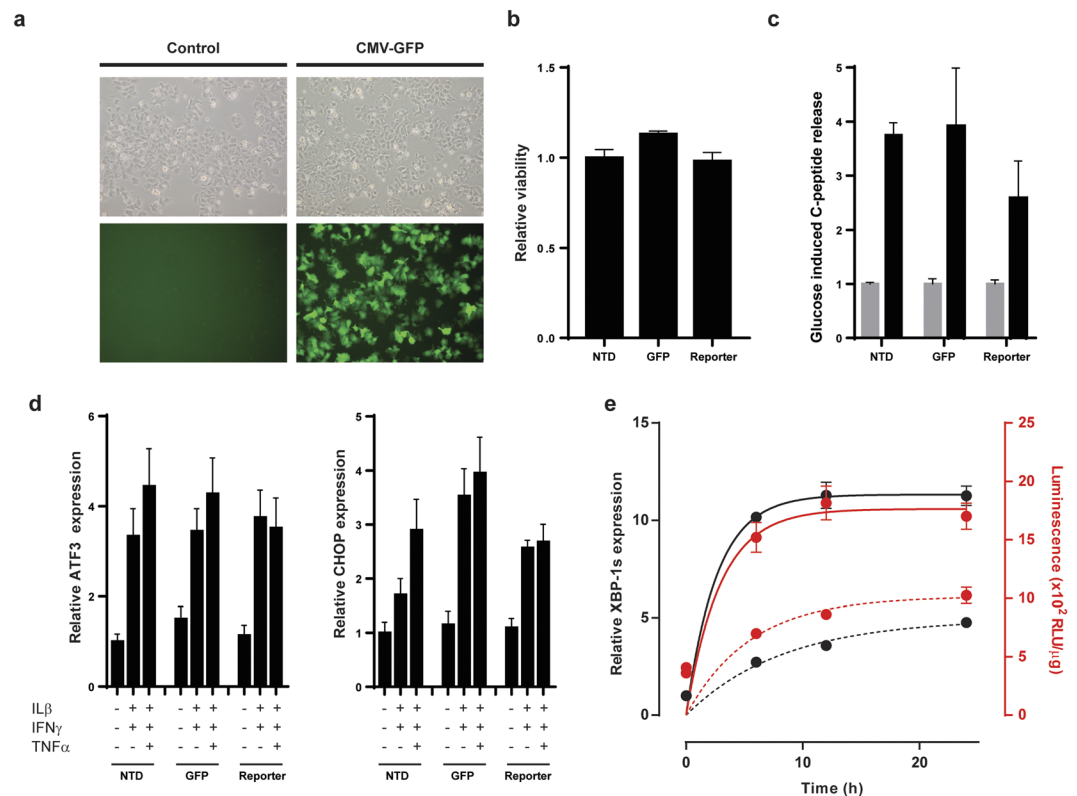 a
Control
CMV-GFP
b
Relative viability
1.5
1.0
0.5
0.0
NTD GFP Reporter
c
Glucose induced C-peptide release
5
4
3
2
1
0
NTD GFP Reporter
d
Relative ATF3 expression
6
4
2
0
Relative CHOP expression
5
4
3
2
1
0
ILβ - + + - + + - + + - + + - + + - + +
IFNγ - + + - + + - + + - + + - + + - + +
TNFα - - + - - + - - + - - + - - + - - +
NTD GFP Reporter NTD GFP Reporter
e
Relative XBP-1s expression
15
10
5
0
25
20
15
10
5
0
Luminescence (x10² RLU/μg)
0 10 20
Time (h)